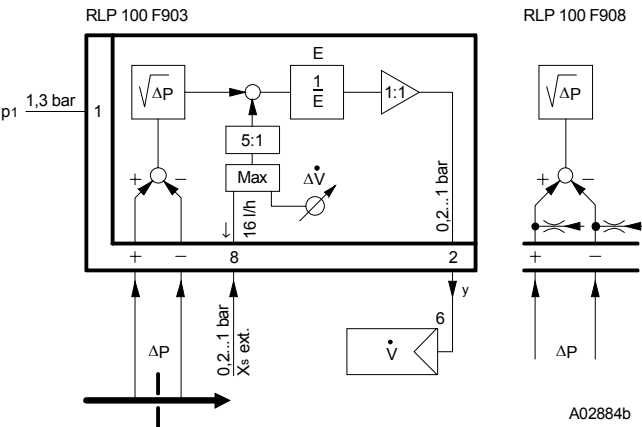 RLP 100 F903
RLP 100 F908
p1
1,3 bar
1
√ΔP
E
1
E
1:1
5:1
Max
ΔV̇
16 l/h
0,2...1 bar
+ −
+ −
8
2
y
6
V̇
ΔP
0,2...1 bar
Xs ext.
√ΔP
+ −
+ −
ΔP
A02884b